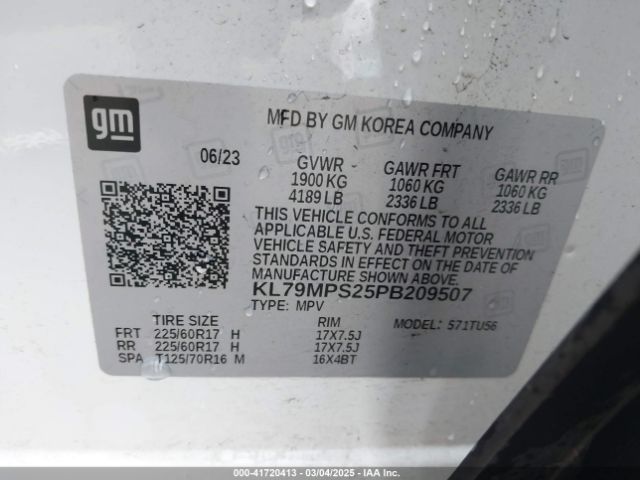 gm
MFD BY GM KOREA COMPANY
06/23 GVWR GAWR FRT GAWR RR
1900 KG 1060 KG 1060 KG
4189 LB 2336 LB 2336 LB
THIS VEHICLE CONFORMS TO ALL
APPLICABLE U.S. FEDERAL MOTOR
VEHICLE SAFETY AND THEFT PREVENTION
STANDARDS IN EFFECT ON THE DATE OF
MANUFACTURE SHOWN ABOVE.
KL79MPS25PB209507
TYPE: MPV
TIRE SIZE RIM MODEL: S71TU56
FRT 225/60R17 H 17X7.5J
RR 225/60R17 H 17X7.5J
SPA T125/70R16 M 16X4BT
000-41720413 - 03/04/2025 - IAA Inc.